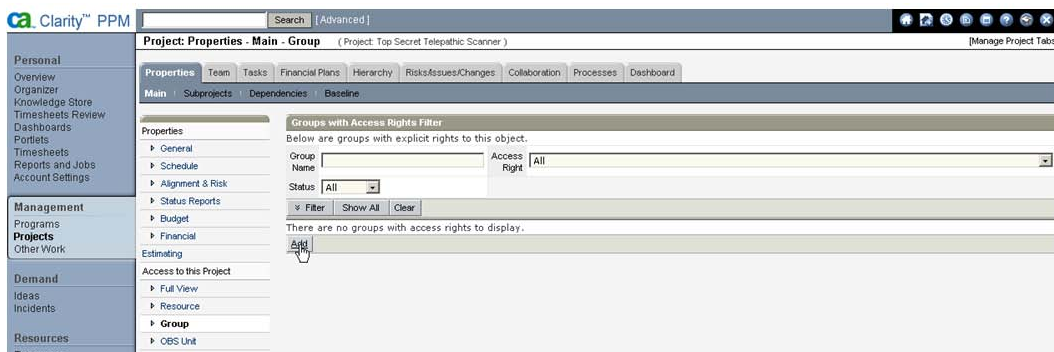 ca. Clarity™ PPM
Search [Advanced]
Project: Properties - Main - Group (Project: Top Secret Telepathic Scanner)
[Manage Project Tabs
Personal
Overview
Organizer
Knowledge Store
Timesheets Review
Dashboards
Portlets
Timesheets
Reports and Jobs
Account Settings
Management
Programs
Projects
Other Work
Demand
Ideas
Incidents
Resources
Properties Team Tasks Financial Plans Hierarchy Risks/Issues/Changes Collaboration Processes Dashboard
Main Subprojects Dependencies Baseline
Properties
General
Schedule
Alignment & Risk
Status Reports
Budget
Financial
Estimating
Access to this Project
Full View
Resource
Group
OBS Unit
Groups with Access Rights Filter
Below are groups with explicit rights to this object.
Group Name
Access Right All
Status All
Filter Show All Clear
There are no groups with access rights to display.
Add